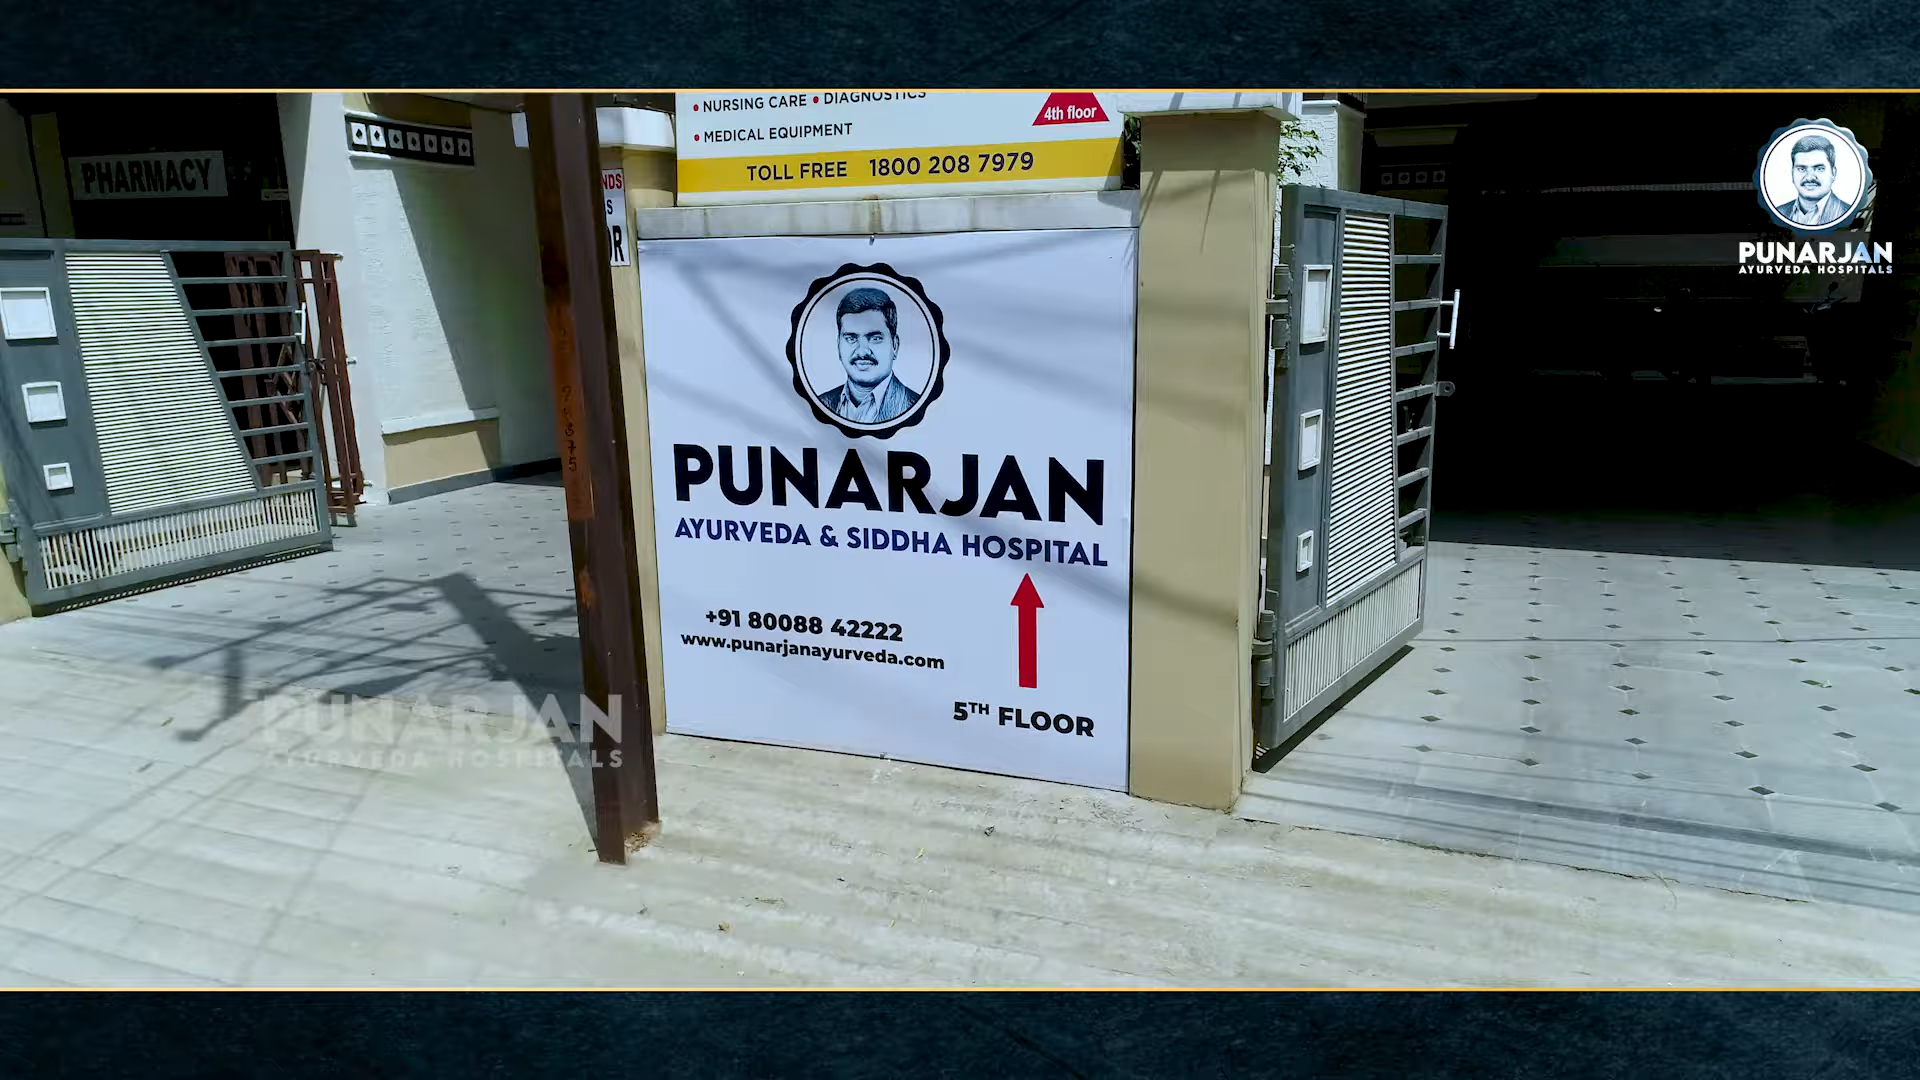 • NURSING CARE • DIAGNOSTICS
4th floor
• MEDICAL EQUIPMENT
TOLL FREE 1800 208 7979
PHARMACY
PUNARJAN
AYURVEDA HOSPITALS
PUNARJAN
AYURVEDA & SIDDHA HOSPITAL
+91 80088 42222
www.punarjanayurveda.com
5TH FLOOR
PUNARJAN
AYURVEDA HOSPITALS